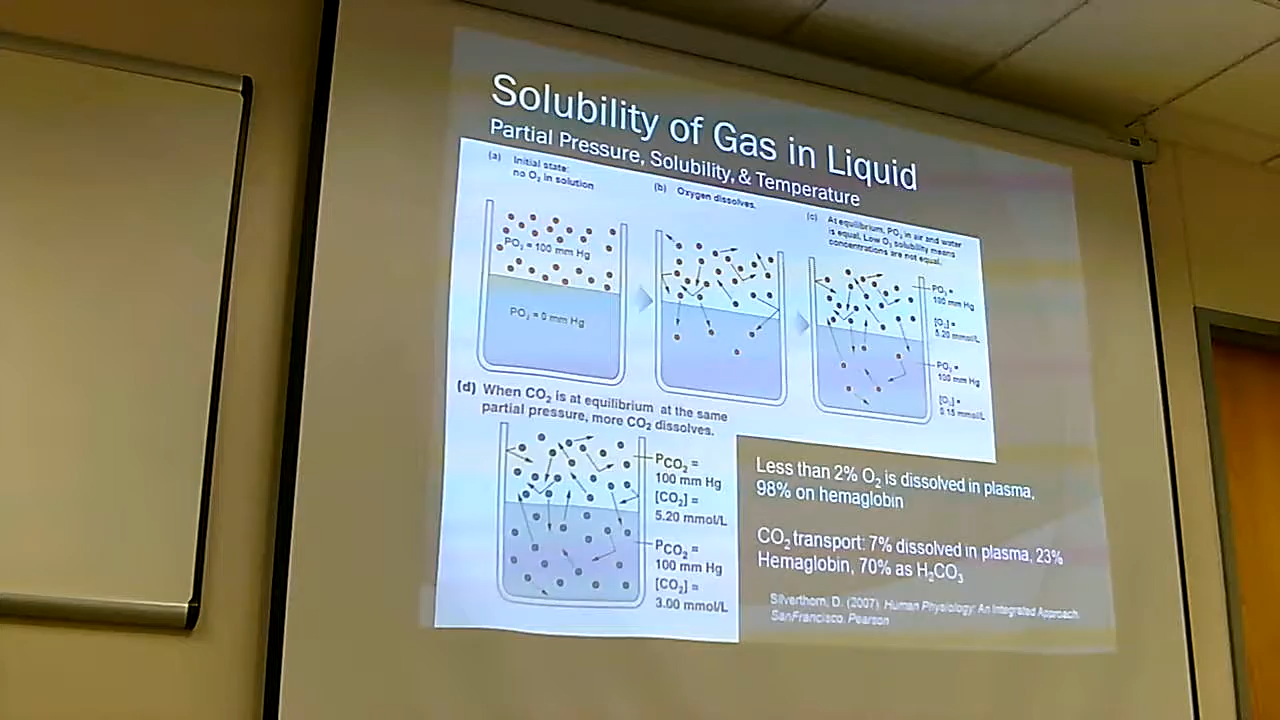 Solubility of Gas in Liquid
Partial Pressure, Solubility, & Temperature
(a) Initial state:
no O₂ in solution
PO₂ = 100 mm Hg
PO₂ = 0 mm Hg
(b) Oxygen dissolves.
(c) At equilibrium, PO₂ in air and water
is equal. Low O₂ solubility means
concentrations are not equal.
PO₂ =
100 mm Hg
[O₂] =
5.20 mmol/L
PO₂ =
100 mm Hg
[O₂] =
0.15 mmol/L
(d) When CO₂ is at equilibrium at the same
partial pressure, more CO₂ dissolves.
PCO₂ =
100 mm Hg
[CO₂] =
5.20 mmol/L
PCO₂ =
100 mm Hg
[CO₂] =
3.00 mmol/L
Less than 2% O₂ is dissolved in plasma,
98% on hemaglobin
CO₂ transport: 7% dissolved in plasma, 23%
Hemaglobin, 70% as H₂CO₃
Silverthorn, D. (2007) Human Physiology: An Integrated Approach.
SanFrancisco. Pearson